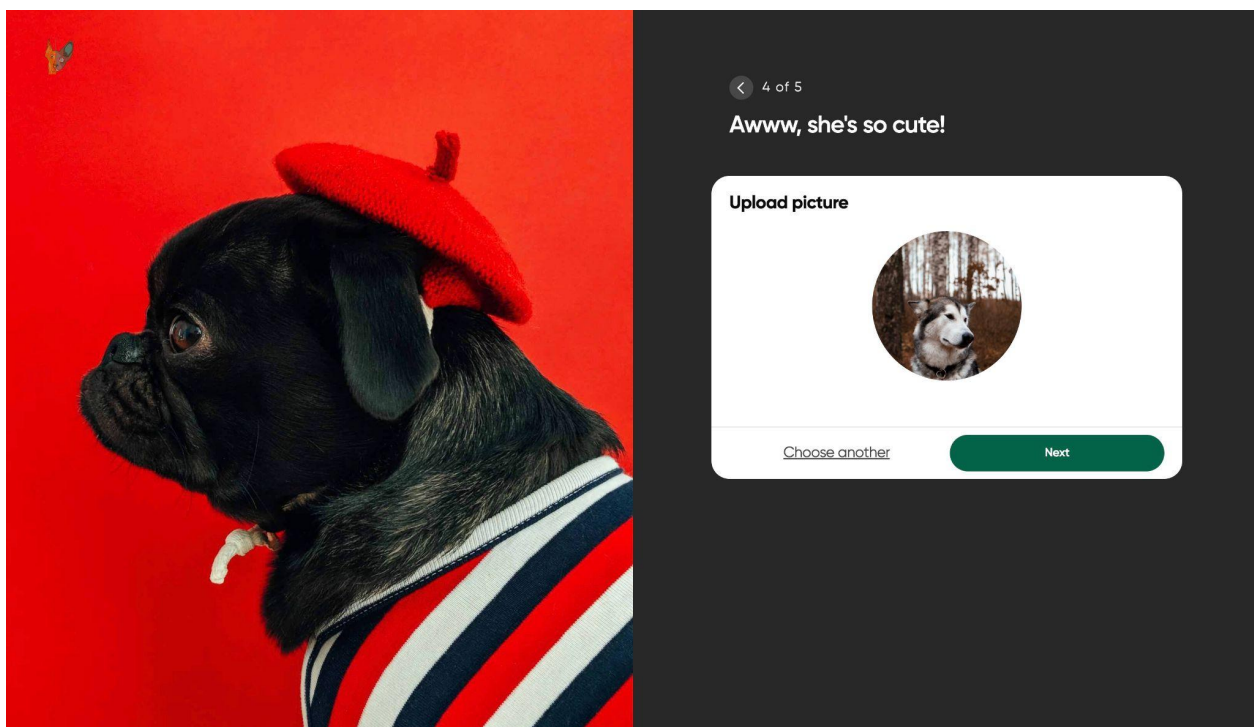 4 of 5
Awww, she's so cute!
Upload picture
Choose another
Next